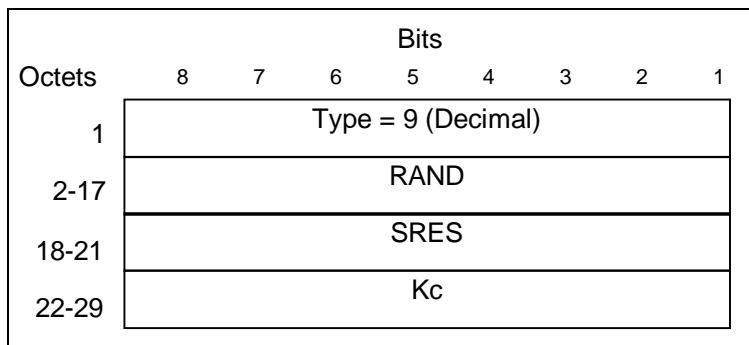 Bits
Octets 8 7 6 5 4 3 2 1
1 Type = 9 (Decimal)
2-17 RAND
18-21 SRES
22-29 Kc